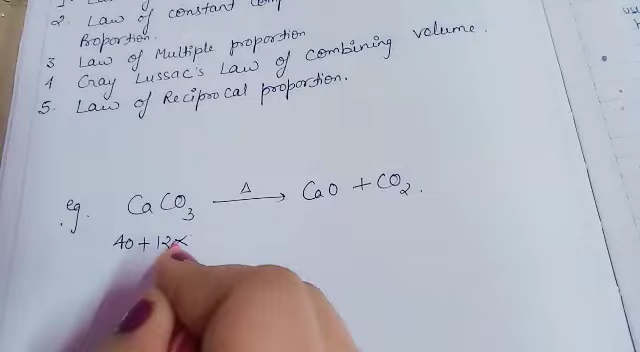 2. Law of constant
Proportion.
3 Law of Multiple proportion
4 Gray Lussac's Law of combining volume.
5. Law of Reciprocal proportion.
eg. CaCO3 Δ→ CaO + CO2.
40+12×